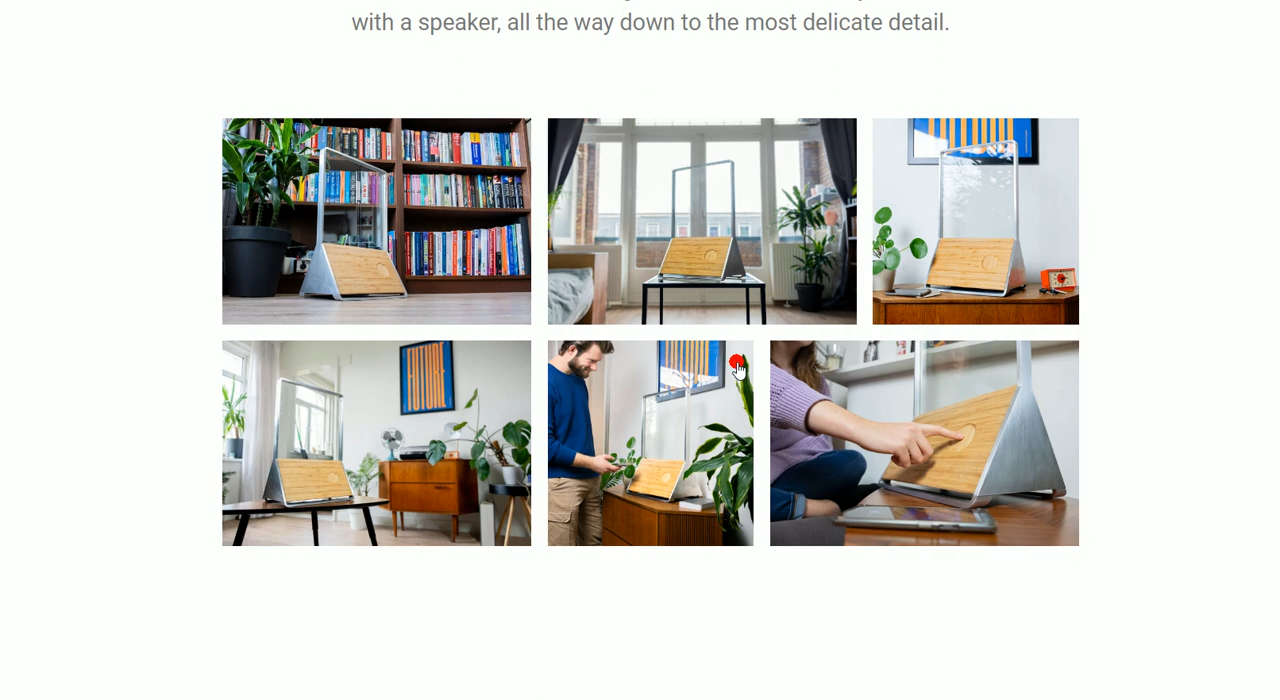 with a speaker, all the way down to the most delicate detail.